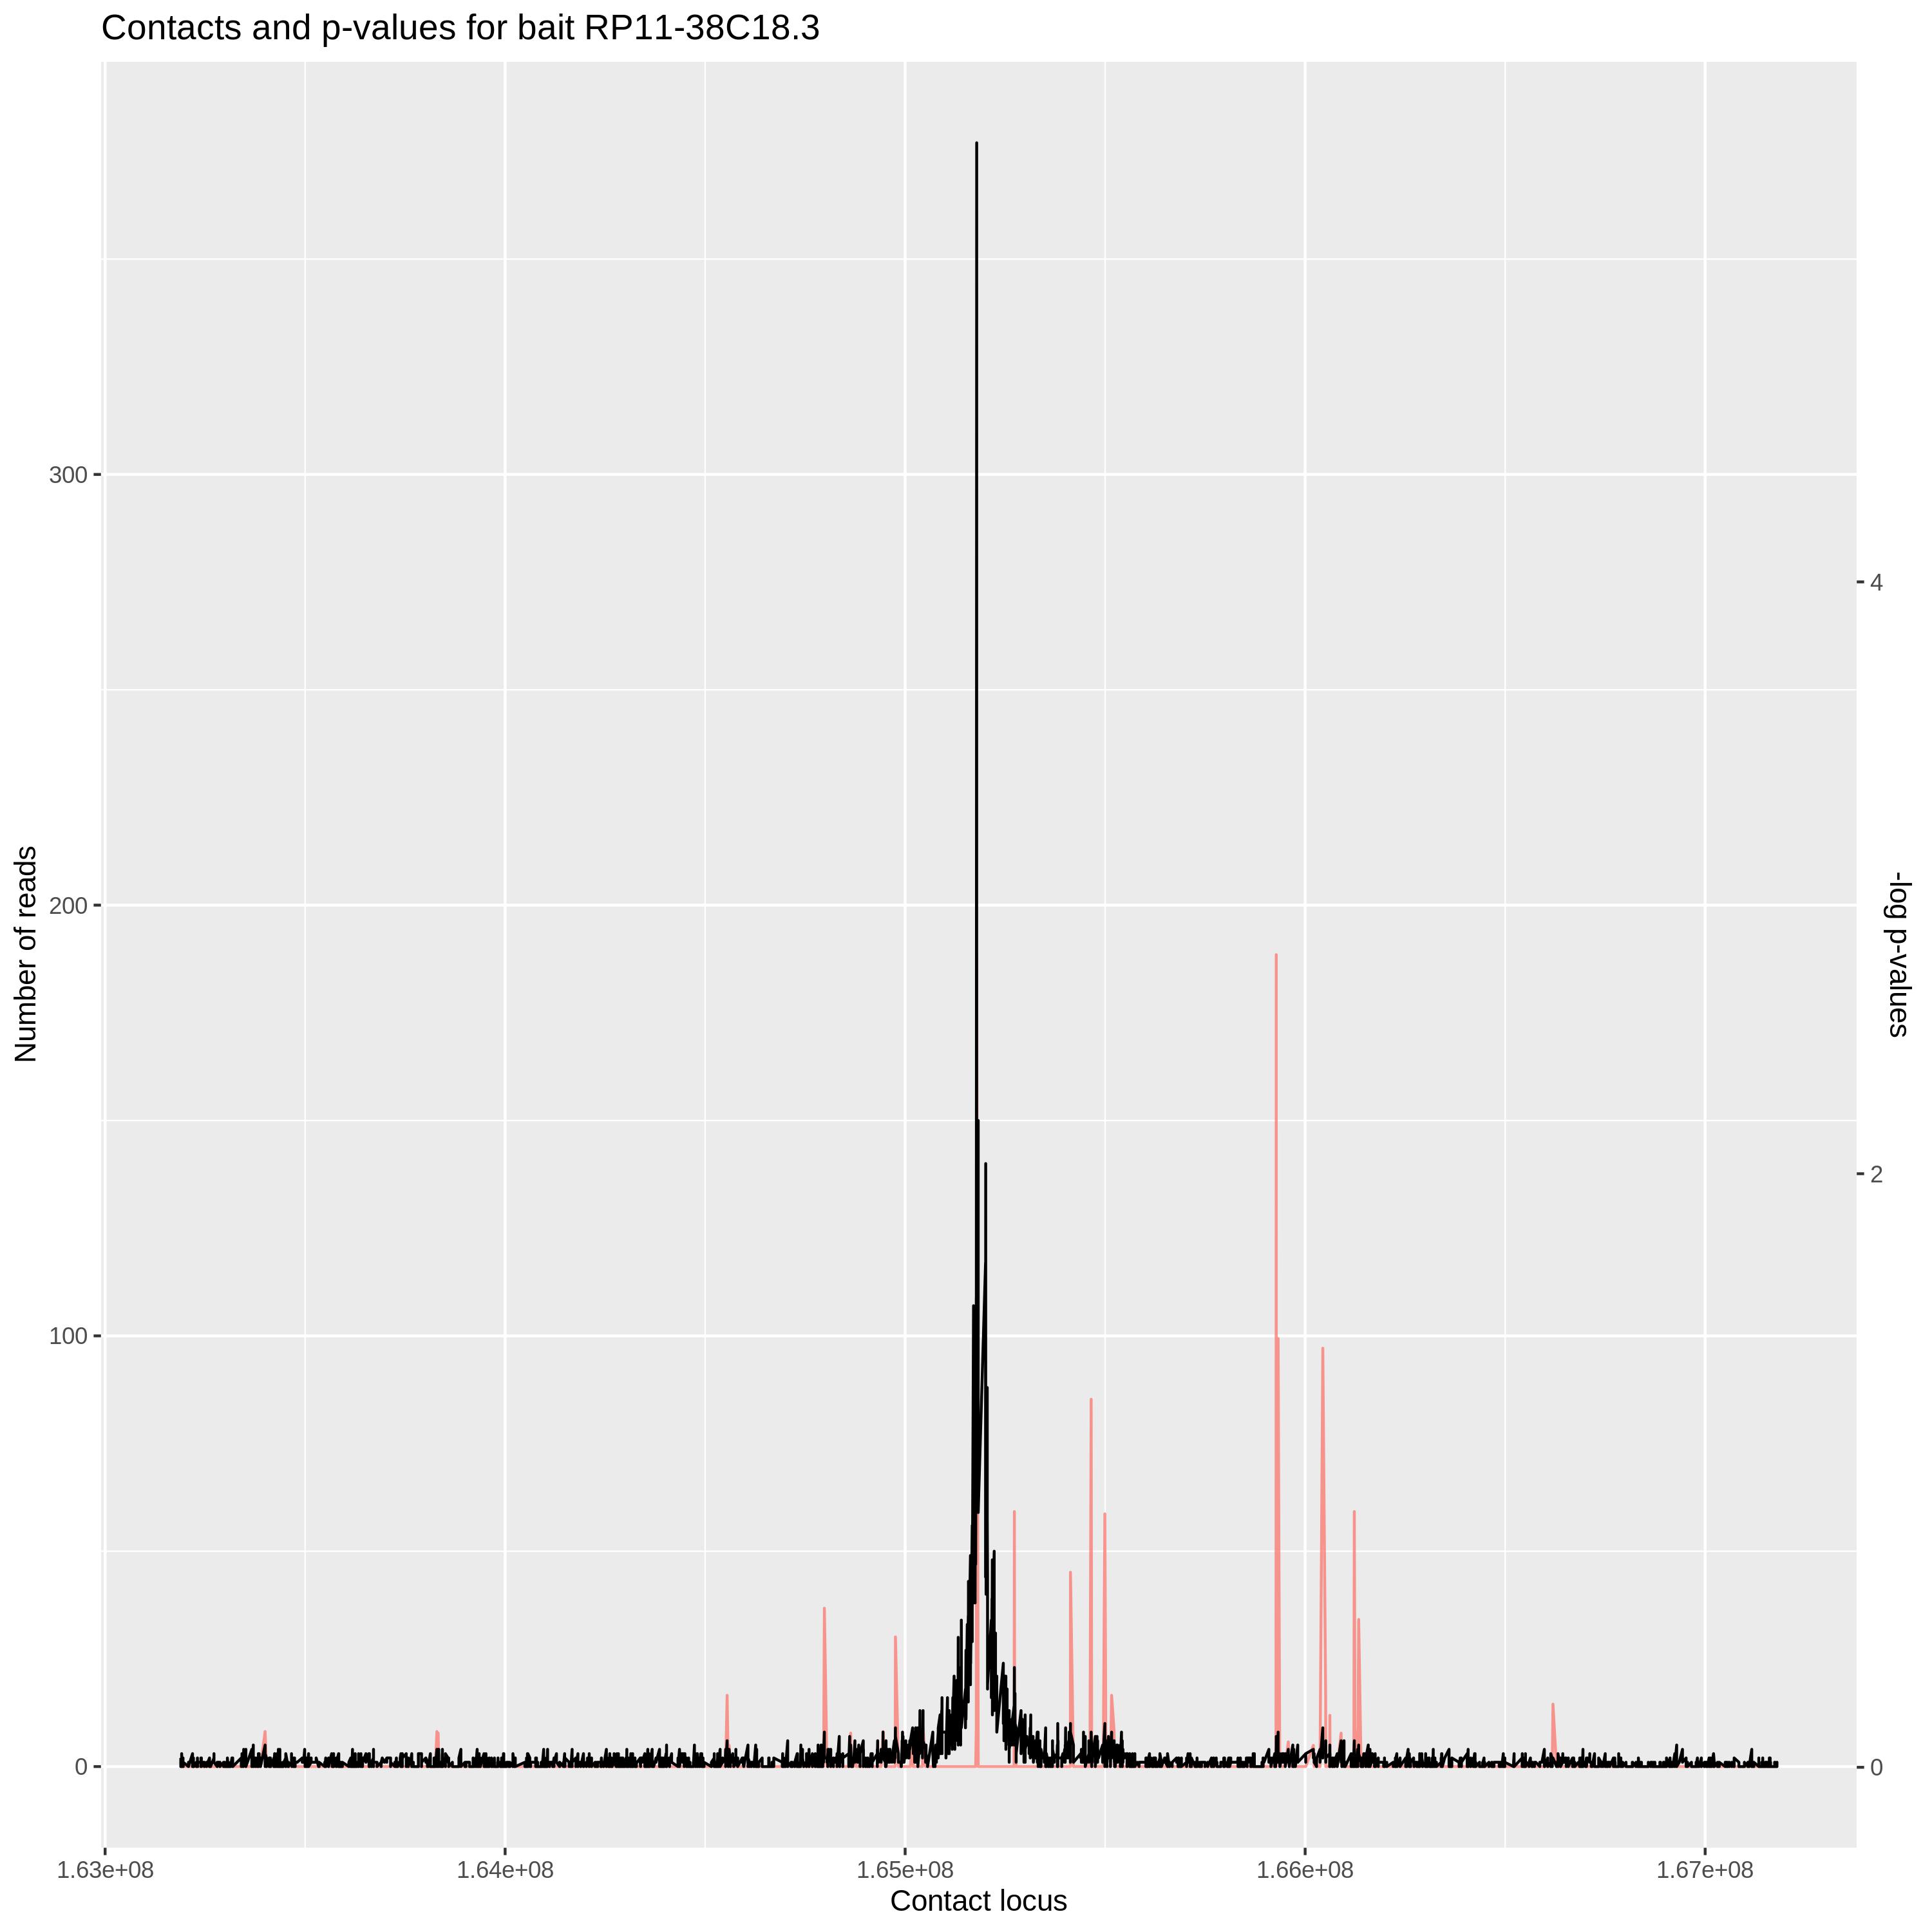 Contacts and p-values for bait RP11-38C18.3
Number of reads
300
200
100
0
4
2
0
-log p-values
1.63e+08 1.64e+08 1.65e+08 1.66e+08 1.67e+08
Contact locus